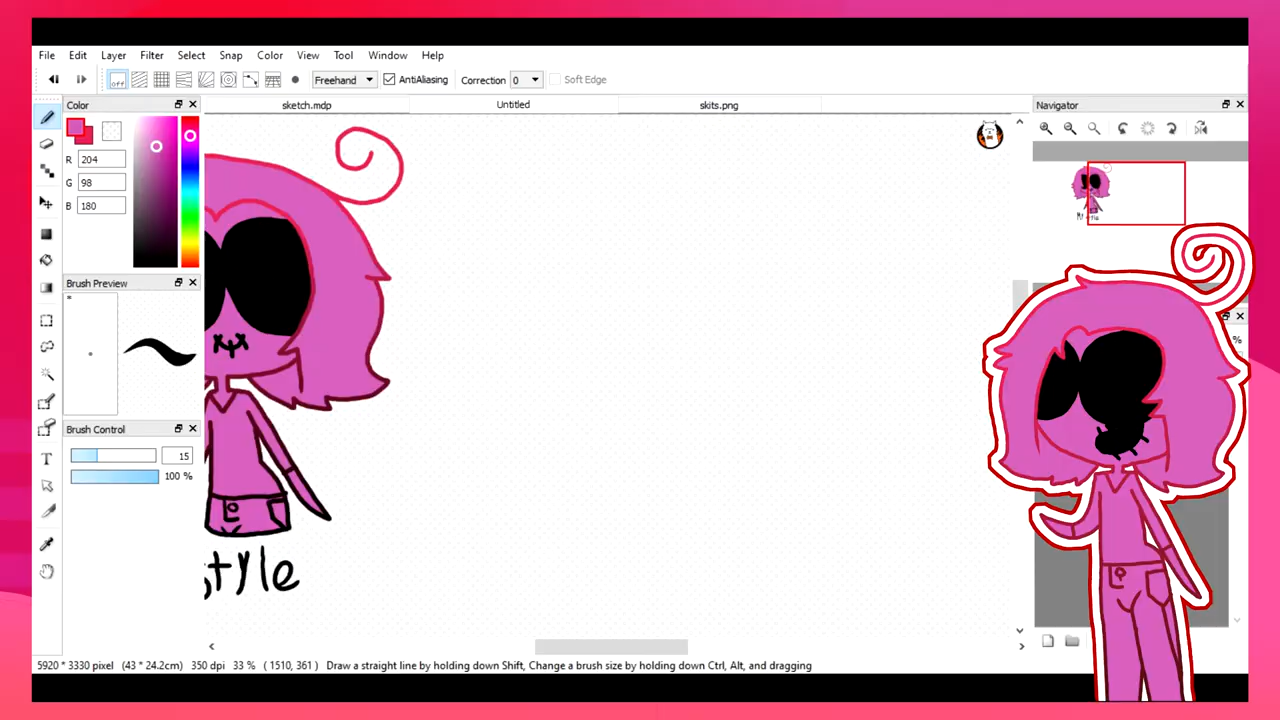 File Edit Layer Filter Select Snap Color View Tool Window Help
off Freehand AntiAliasing Correction 0 Soft Edge
Color sketch.mdp Untitled skits.png Navigator
R 204
G 98
B 180
Brush Preview
%
Brush Control
15
100 %
style
5920 * 3330 pixel (43 * 24.2cm) 350 dpi 33 % ( 1510, 361 ) Draw a straight line by holding down Shift, Change a brush size by holding down Ctrl, Alt, and dragging